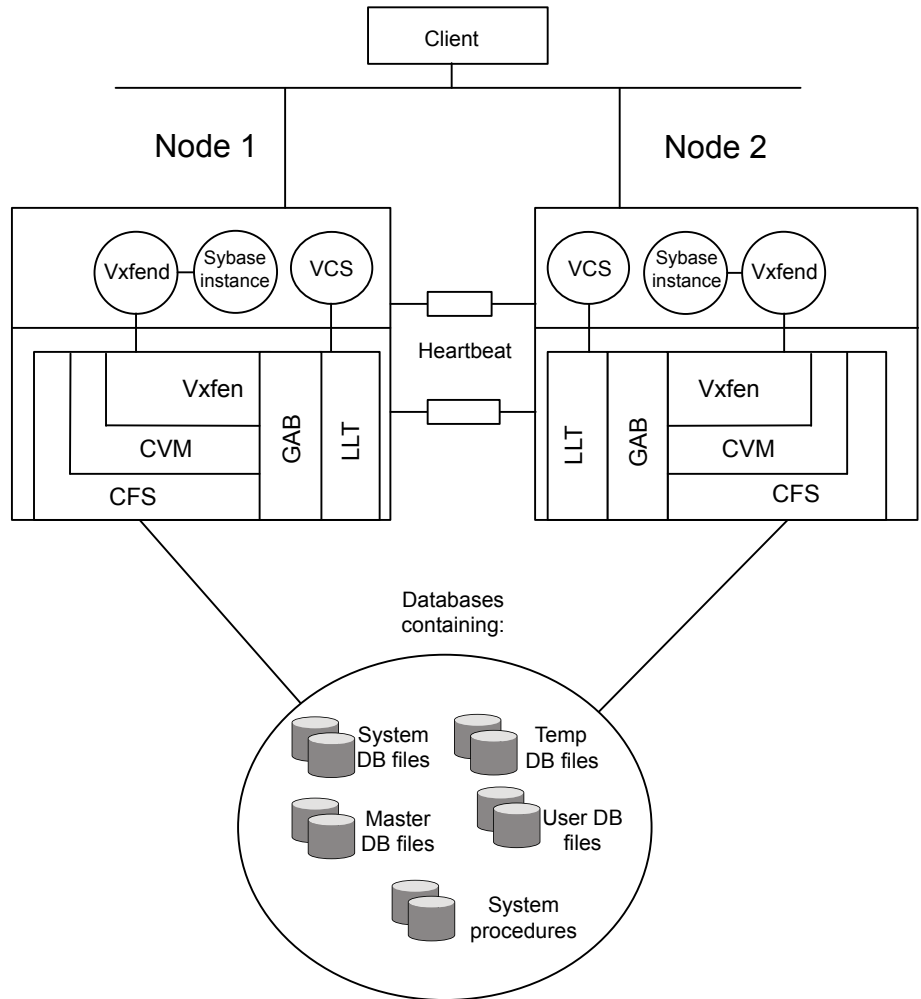 Client
Node 1
Node 2
Vxfend
Sybase
instance
VCS
VCS
Sybase
instance
Vxfend
Heartbeat
Vxfen
CVM
CFS
GAB
LLT
LLT
GAB
Vxfen
CVM
CFS
Databases
containing:
System
DB files
Temp
DB files
Master
DB files
User DB
files
System
procedures